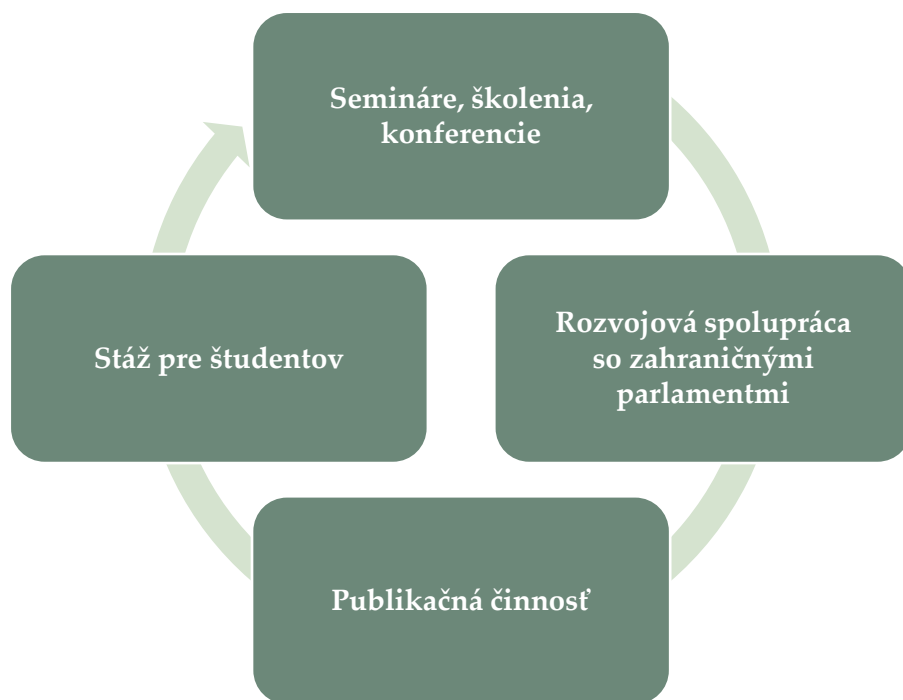 Semináre, školenia,
konferencie
Rozvojová spolupráca
so zahraničnými
parlamentmi
Publikačná činnosť
Stáž pre študentov